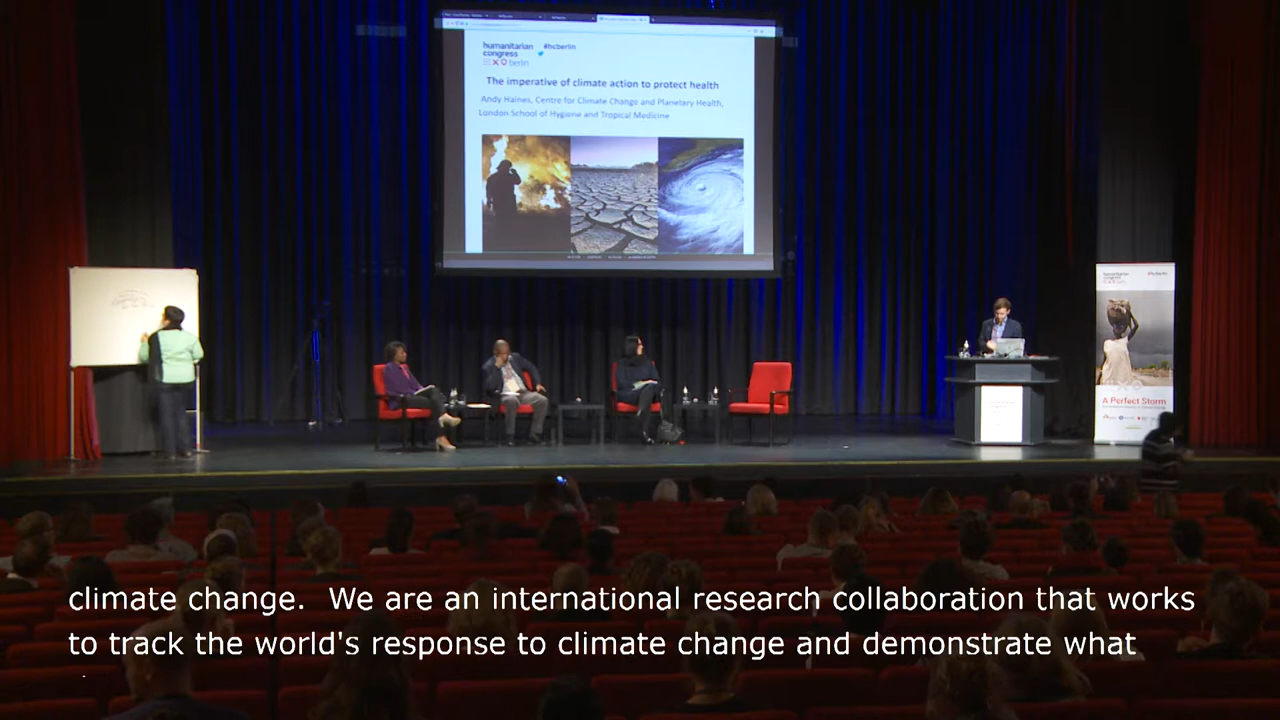 humanitarian
congress
berlin
#hcberlin
The imperative of climate action to protect health
Andy Haines, Centre for Climate Change and Planetary Health,
London School of Hygiene and Tropical Medicine
humanitarian
congress
#hcberlin
A Perfect Storm
climate change. We are an international research collaboration that works
to track the world's response to climate change and demonstrate what